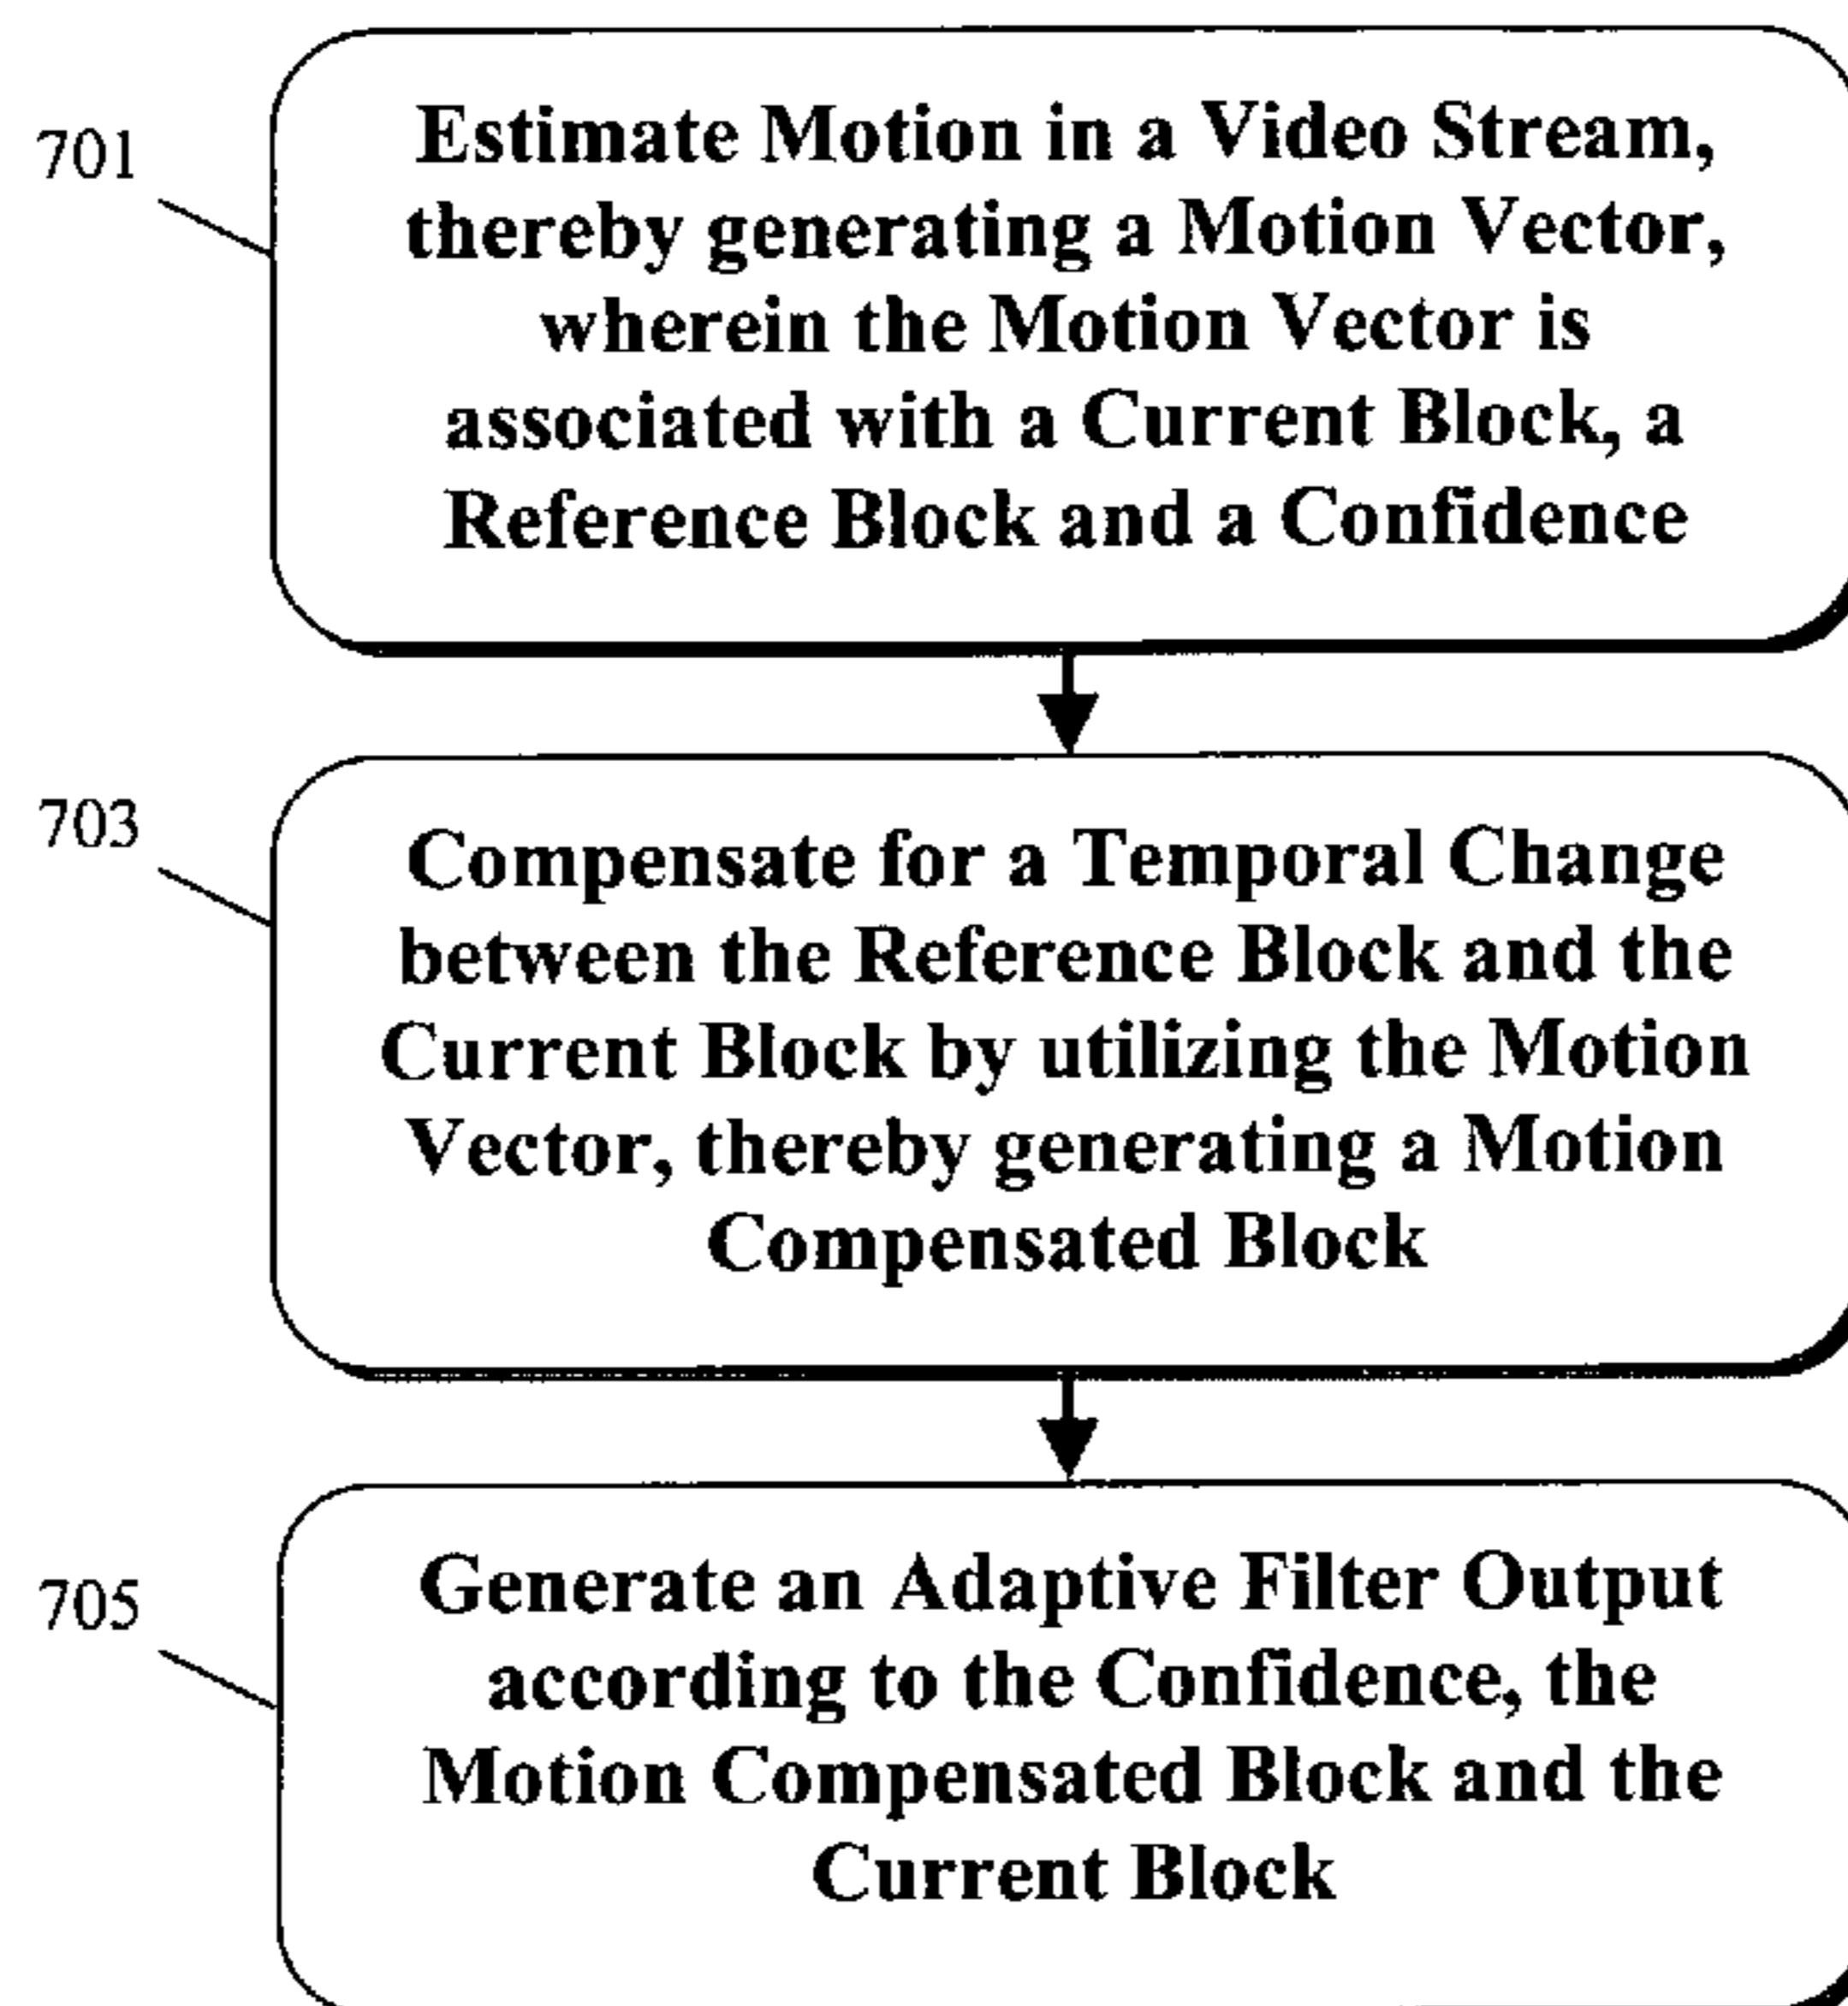 701
Estimate Motion in a Video Stream,
thereby generating a Motion Vector,
wherein the Motion Vector is
associated with a Current Block, a
Reference Block and a Confidence
703
Compensate for a Temporal Change
between the Reference Block and the
Current Block by utilizing the Motion
Vector, thereby generating a Motion
Compensated Block
705
Generate an Adaptive Filter Output
according to the Confidence, the
Motion Compensated Block and the
Current Block